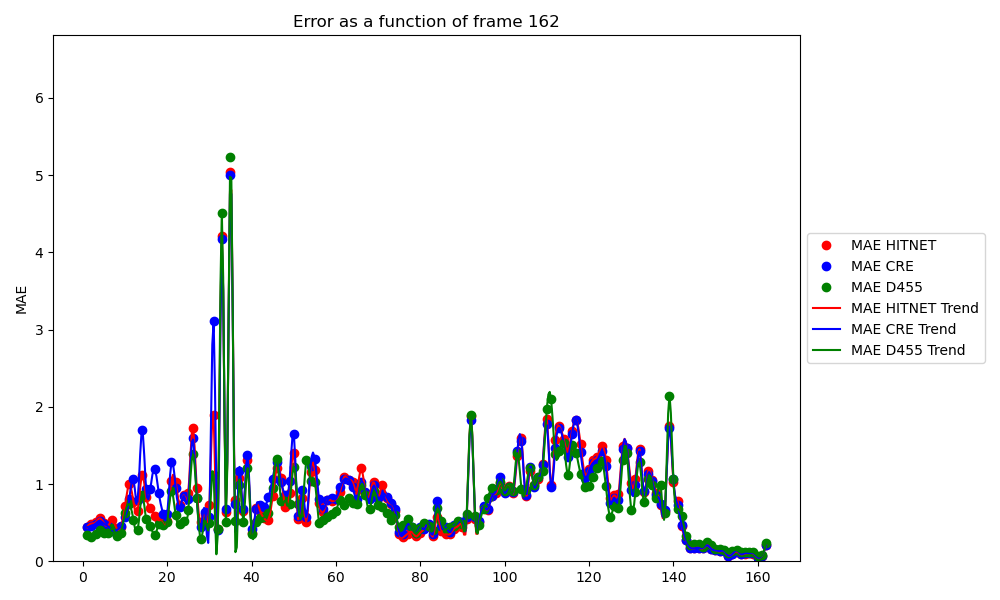 Error as a function of frame 162
MAE
6
5
4
3
2
1
0
0 20 40 60 80 100 120 140 160
MAE HITNET
MAE CRE
MAE D455
MAE HITNET Trend
MAE CRE Trend
MAE D455 Trend